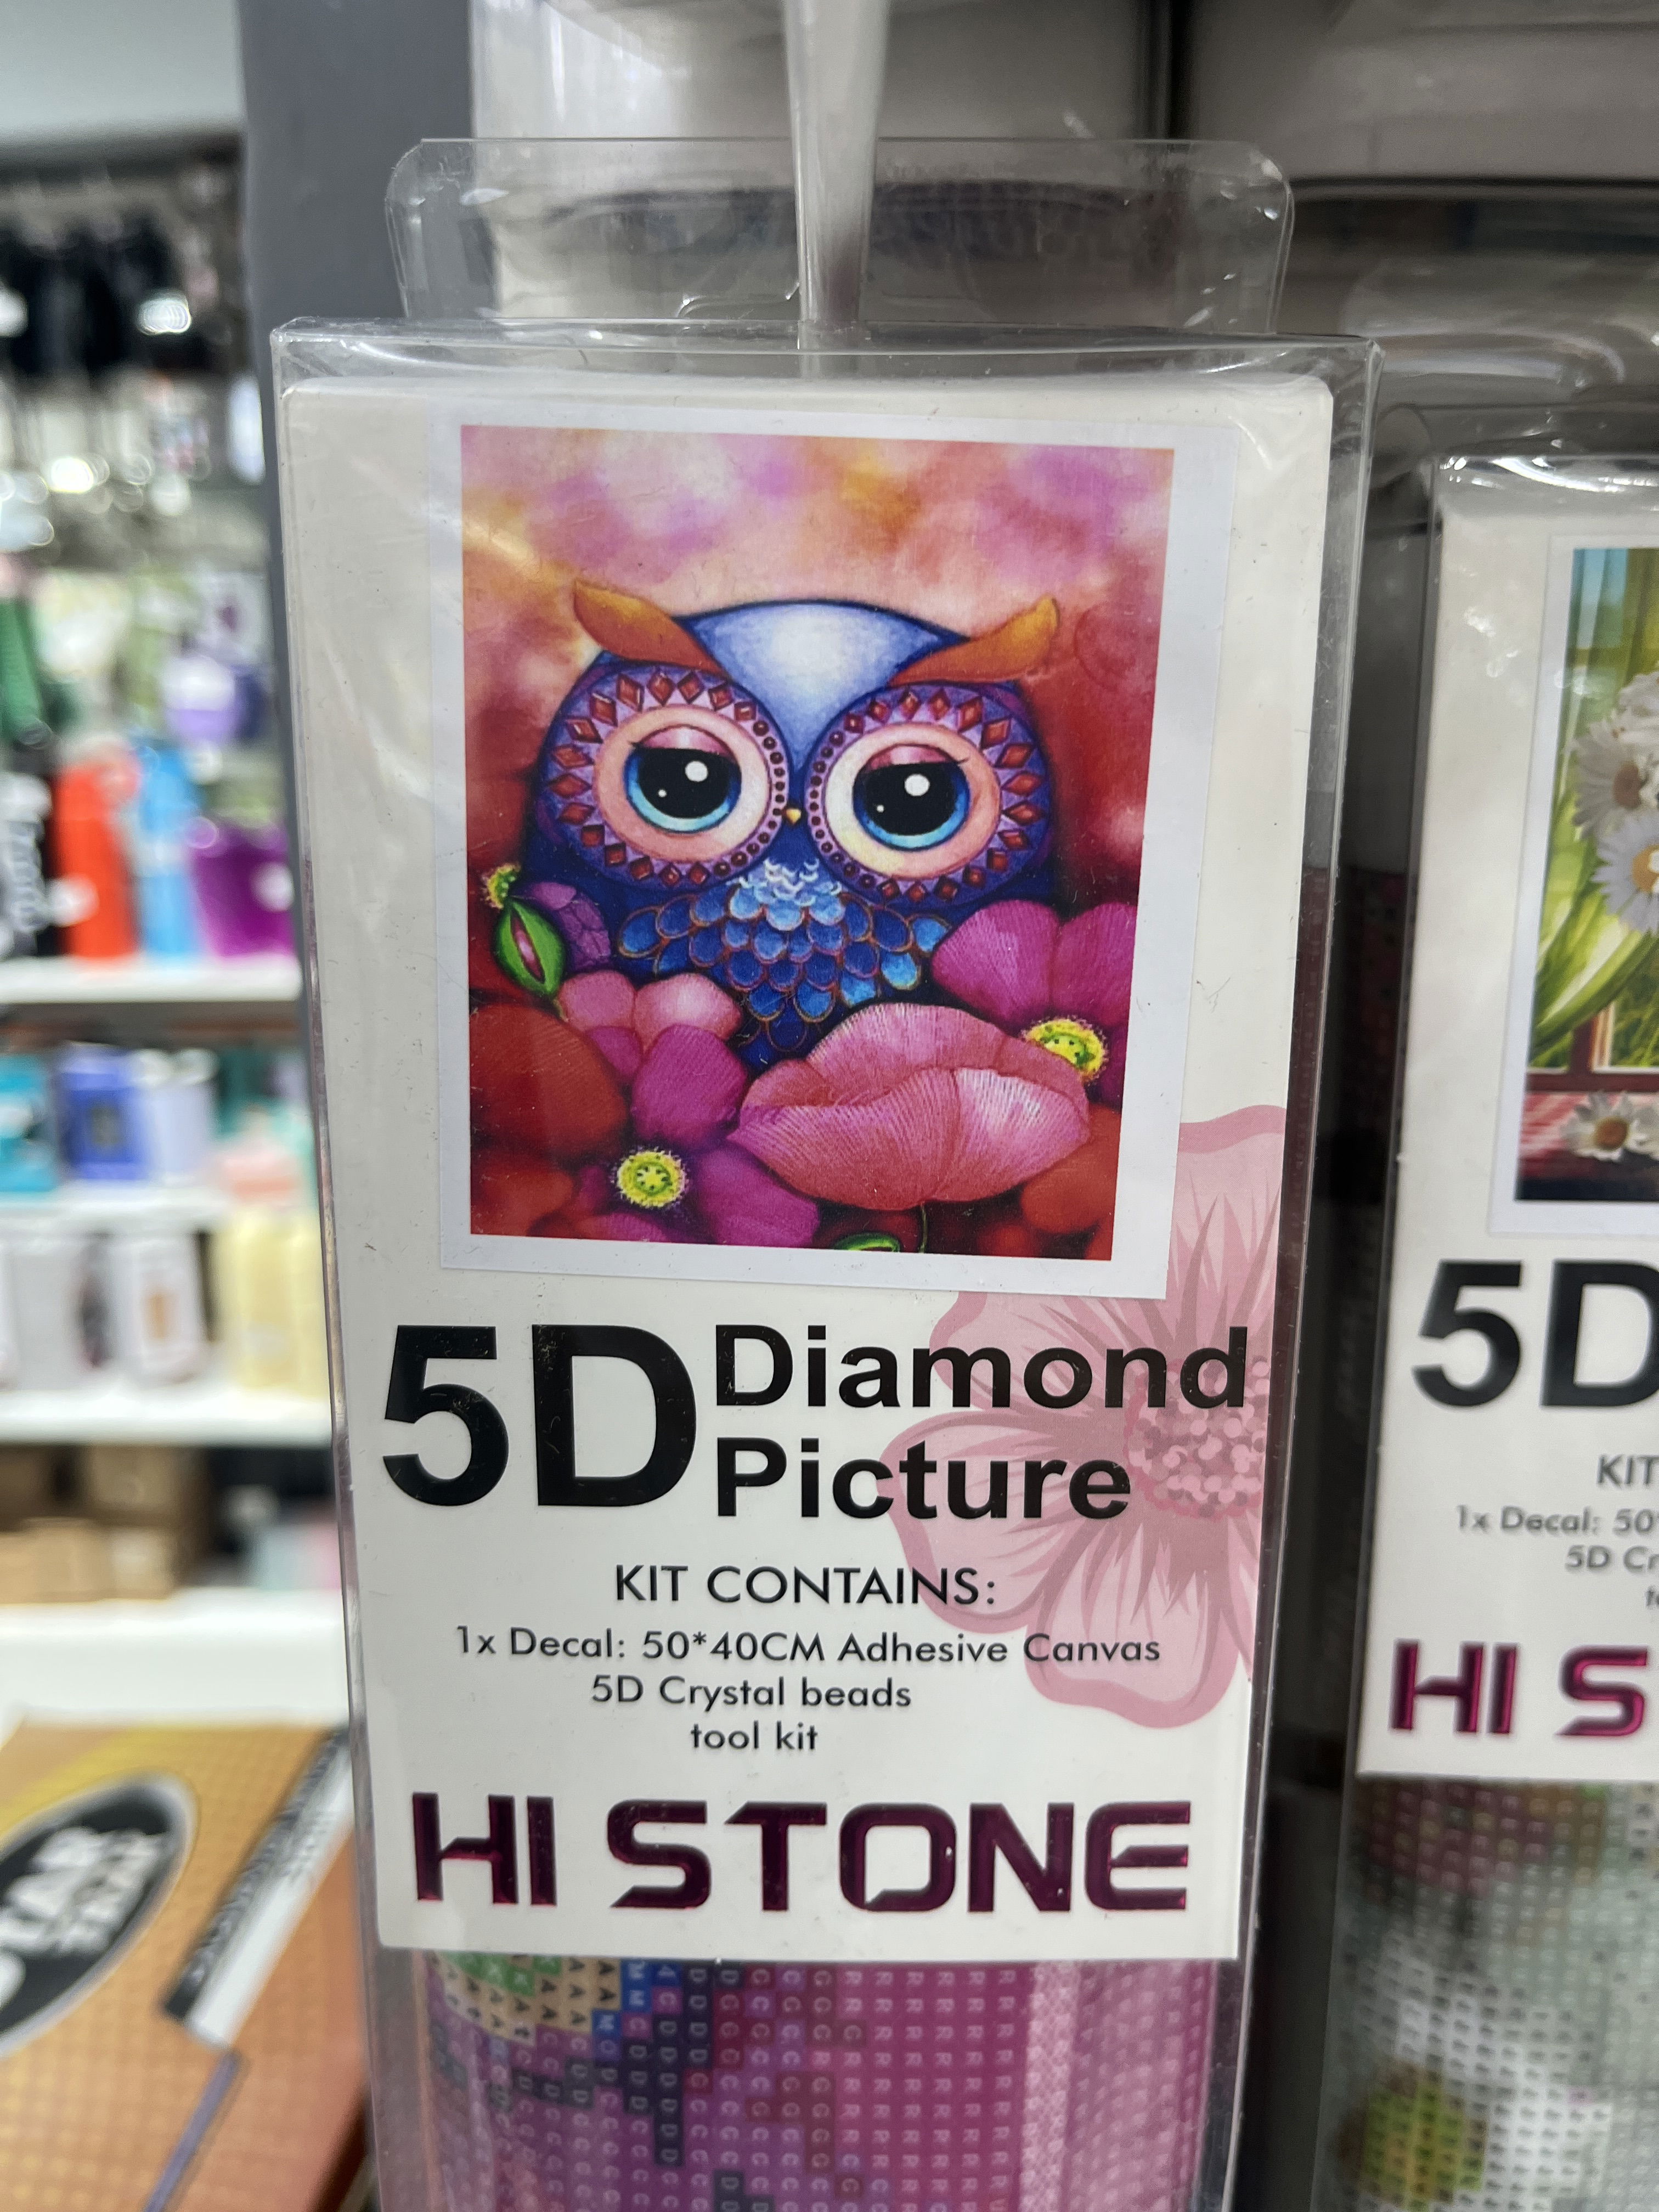 5D Diamond
Picture
KIT CONTAINS:
1x Decal: 50*40CM Adhesive Canvas
5D Crystal beads
tool kit
HI STONE
5D
KIT
1x Decal: 50
5D Cr
HI S